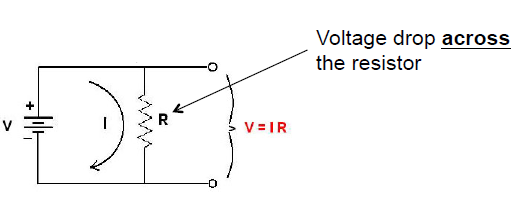 Voltage drop across
the resistor
+
V
I
R
V = I R
–